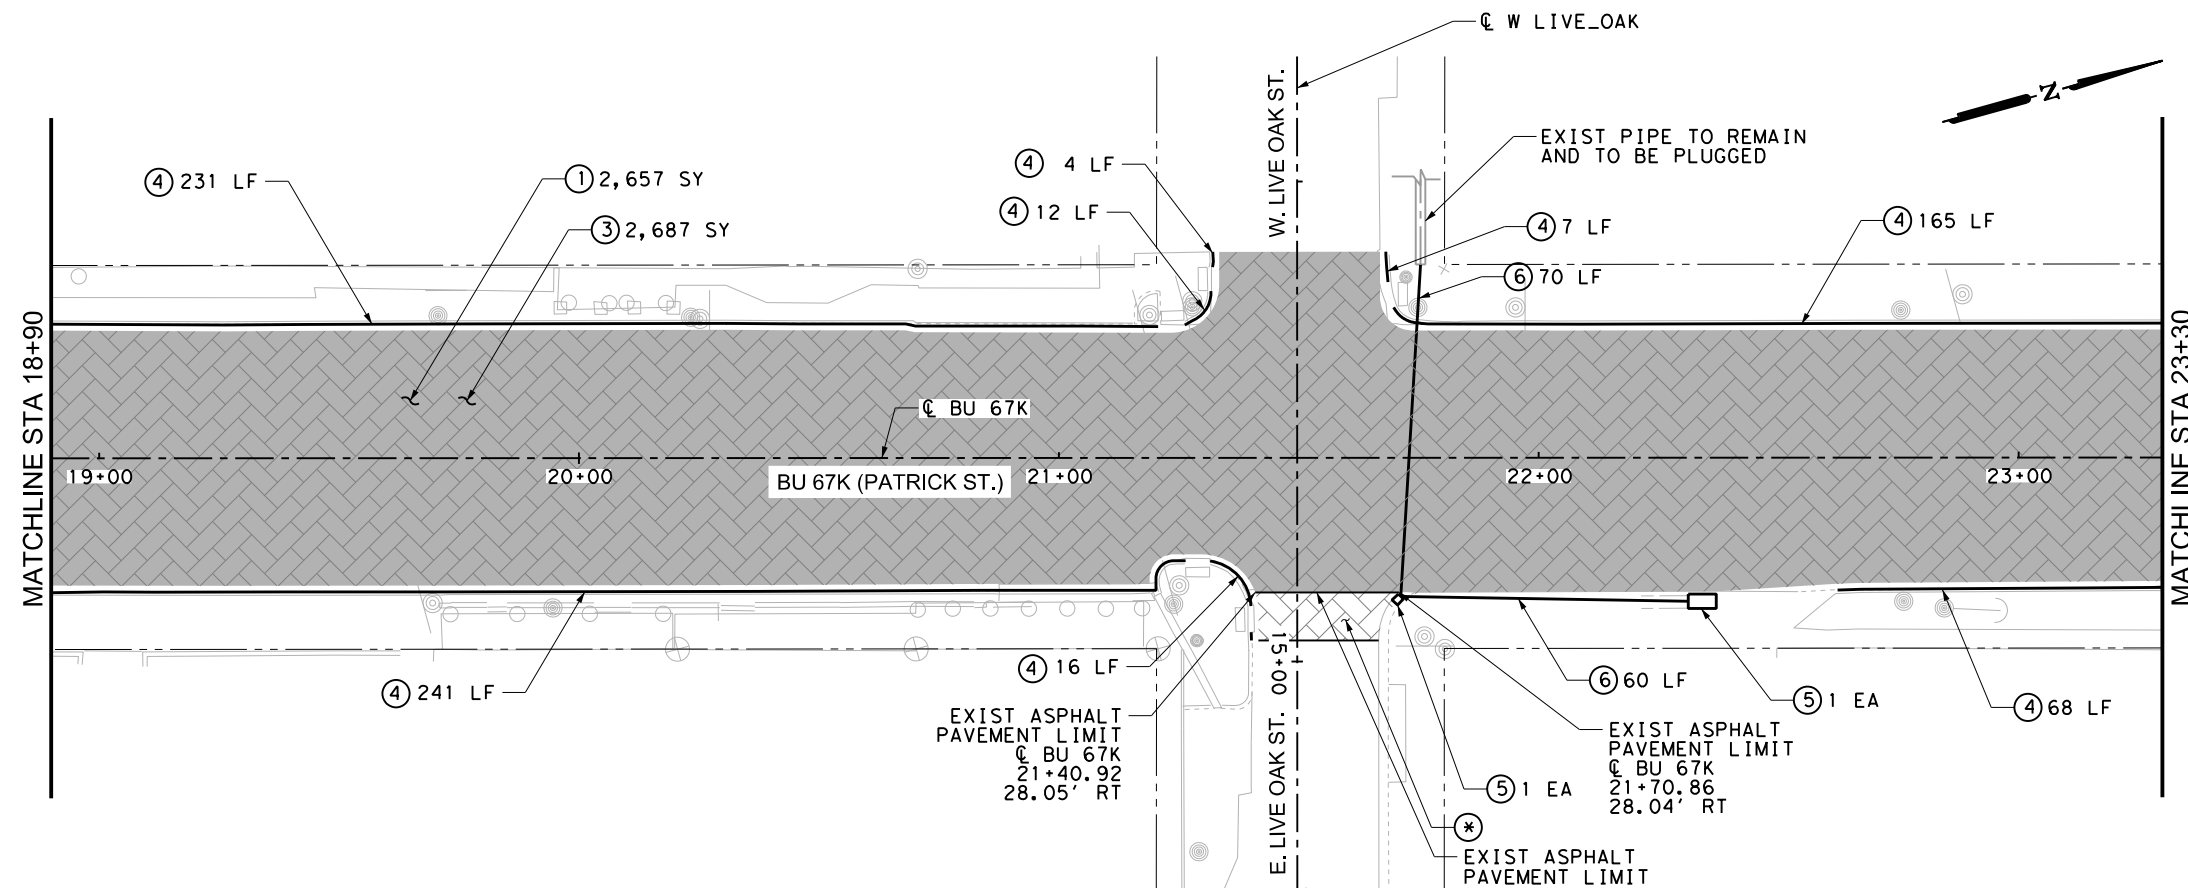 ℄ W LIVE_OAK
N
EXIST PIPE TO REMAIN
AND TO BE PLUGGED
④ 4 LF
④ 231 LF
① 2,657 SY
④ 12 LF
③ 2,687 SY
④ 7 LF
④ 165 LF
⑥ 70 LF
W. LIVE OAK ST.
MATCHLINE STA 18+90
MATCHLINE STA 23+30
℄ BU 67K
19+00
20+00
BU 67K (PATRICK ST.)
21+00
22+00
23+00
④ 241 LF
④ 16 LF
15+00
E. LIVE OAK ST.
⑥ 60 LF
⑤ 1 EA
④ 68 LF
EXIST ASPHALT
PAVEMENT LIMIT
℄ BU 67K
21+40.92
28.05' RT
EXIST ASPHALT
PAVEMENT LIMIT
℄ BU 67K
21+70.86
28.04' RT
⑤ 1 EA
*
EXIST ASPHALT
PAVEMENT LIMIT